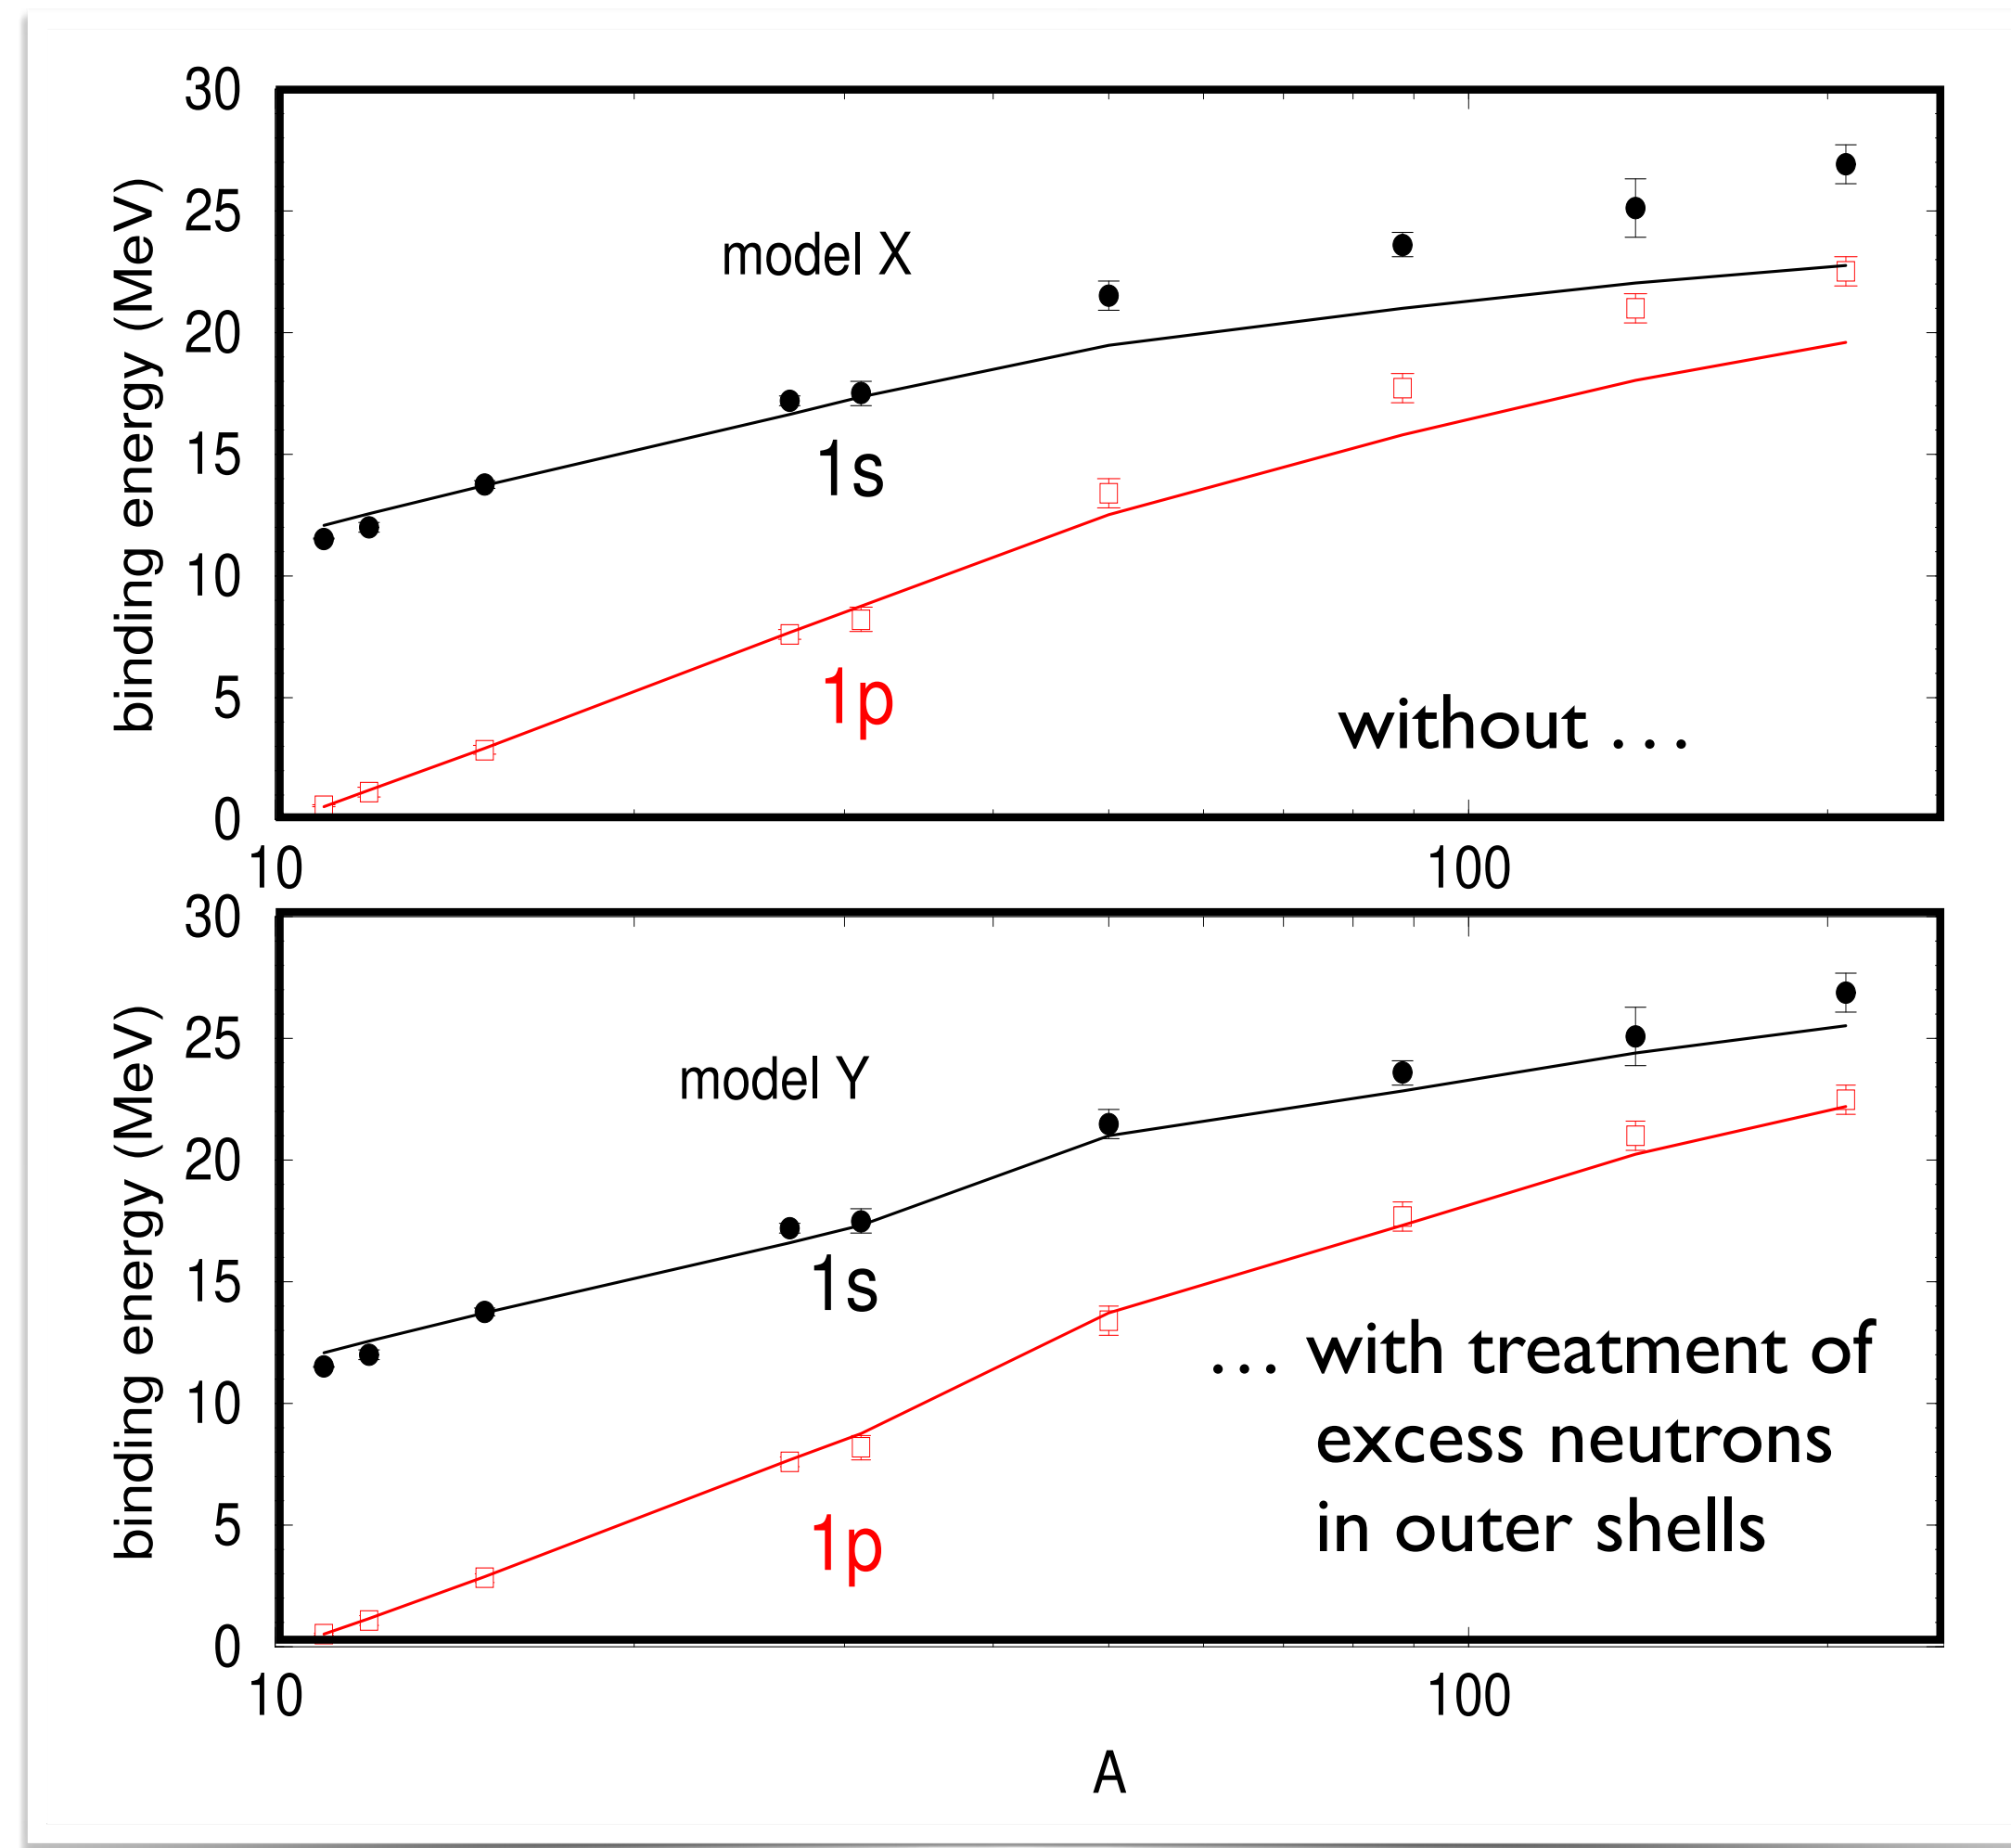 30
25
20
15
10
5
0
binding energy (MeV)
model X
1s
1p
without …
10
100
30
25
20
15
10
5
0
binding energy (MeV)
model Y
1s
1p
… with treatment of
excess neutrons
in outer shells
10
100
A